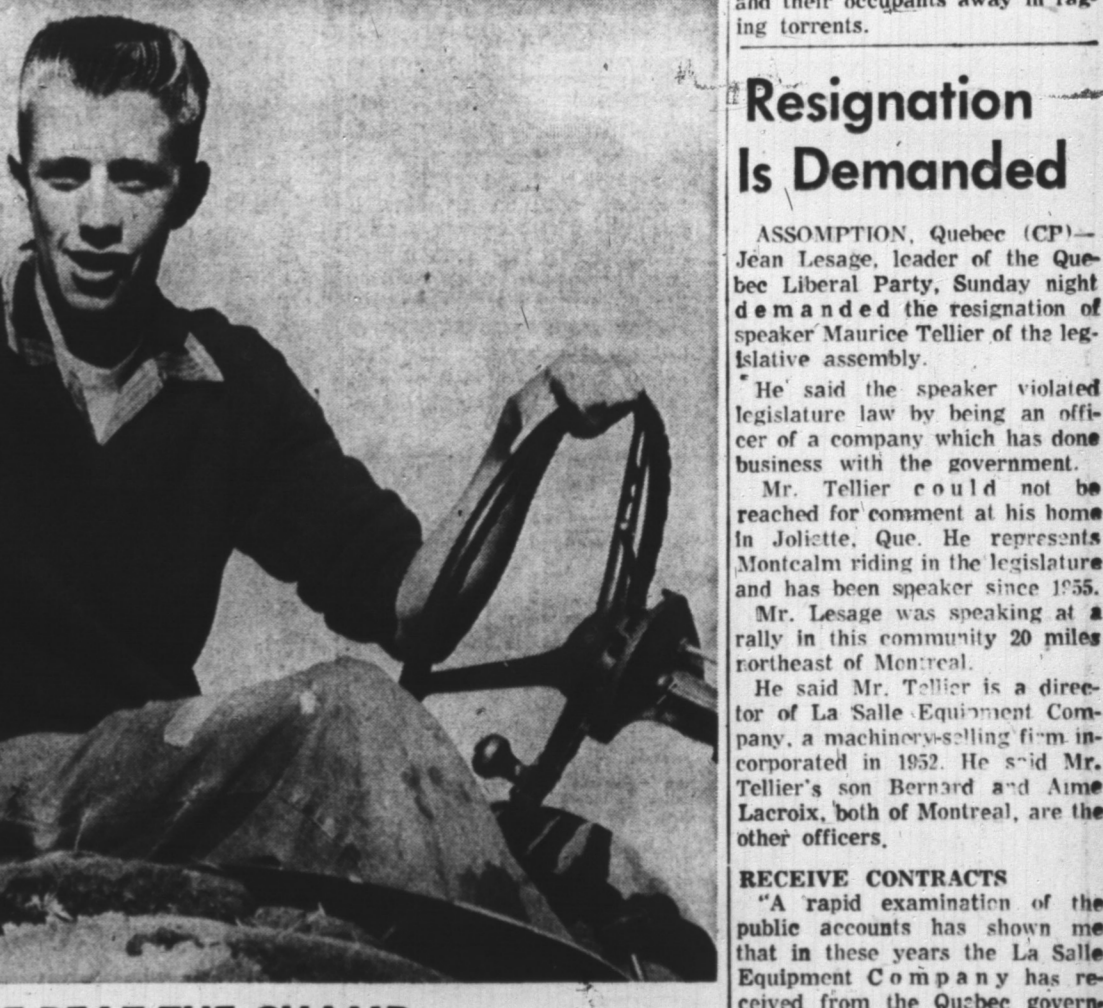 and their occupants away in rag-
ing torrents.
Resignation
Is Demanded
ASSOMPTION, Quebec (CP)—
Jean Lesage, leader of the Que-
bec Liberal Party, Sunday night
demanded the resignation of
speaker Maurice Tellier of the leg-
islative assembly.
He said the speaker violated
legislature law by being an offi-
cer of a company which has done
business with the government.
Mr. Tellier could not be
reached for comment at his home
in Joliette, Que. He represents
Montcalm riding in the legislature
and has been speaker since 1955.
Mr. Lesage was speaking at a
rally in this community 20 miles
northeast of Montreal.
He said Mr. Tellier is a direc-
tor of La Salle Equipment Com-
pany, a machinery-selling firm in-
corporated in 1952. He said Mr.
Tellier's son Bernard and Aime
Lacroix, both of Montreal, are the
other officers.
RECEIVE CONTRACTS
"A rapid examination of the
public accounts has shown me
that in these years the La Salle
Equipment Company has re-
ceived from the Quebec govern-